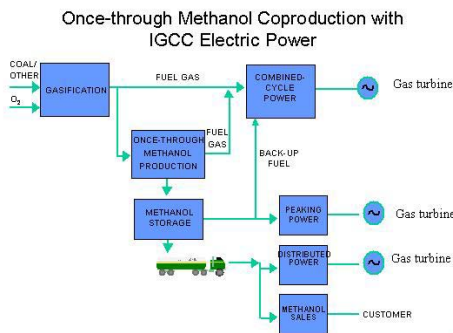 Once-through Methanol Coproduction with
IGCC Electric Power
COAL/
OTHER
O2
GASIFICATION
FUEL GAS
COMBINED-
CYCLE
POWER
Gas turbine
ONCE-THROUGH
METHANOL
PRODUCTION
FUEL
GAS
BACK-UP
FUEL
METHANOL
STORAGE
PEAKING
POWER
Gas turbine
DISTRIBUTED
POWER
Gas turbine
METHANOL
SALES
CUSTOMER